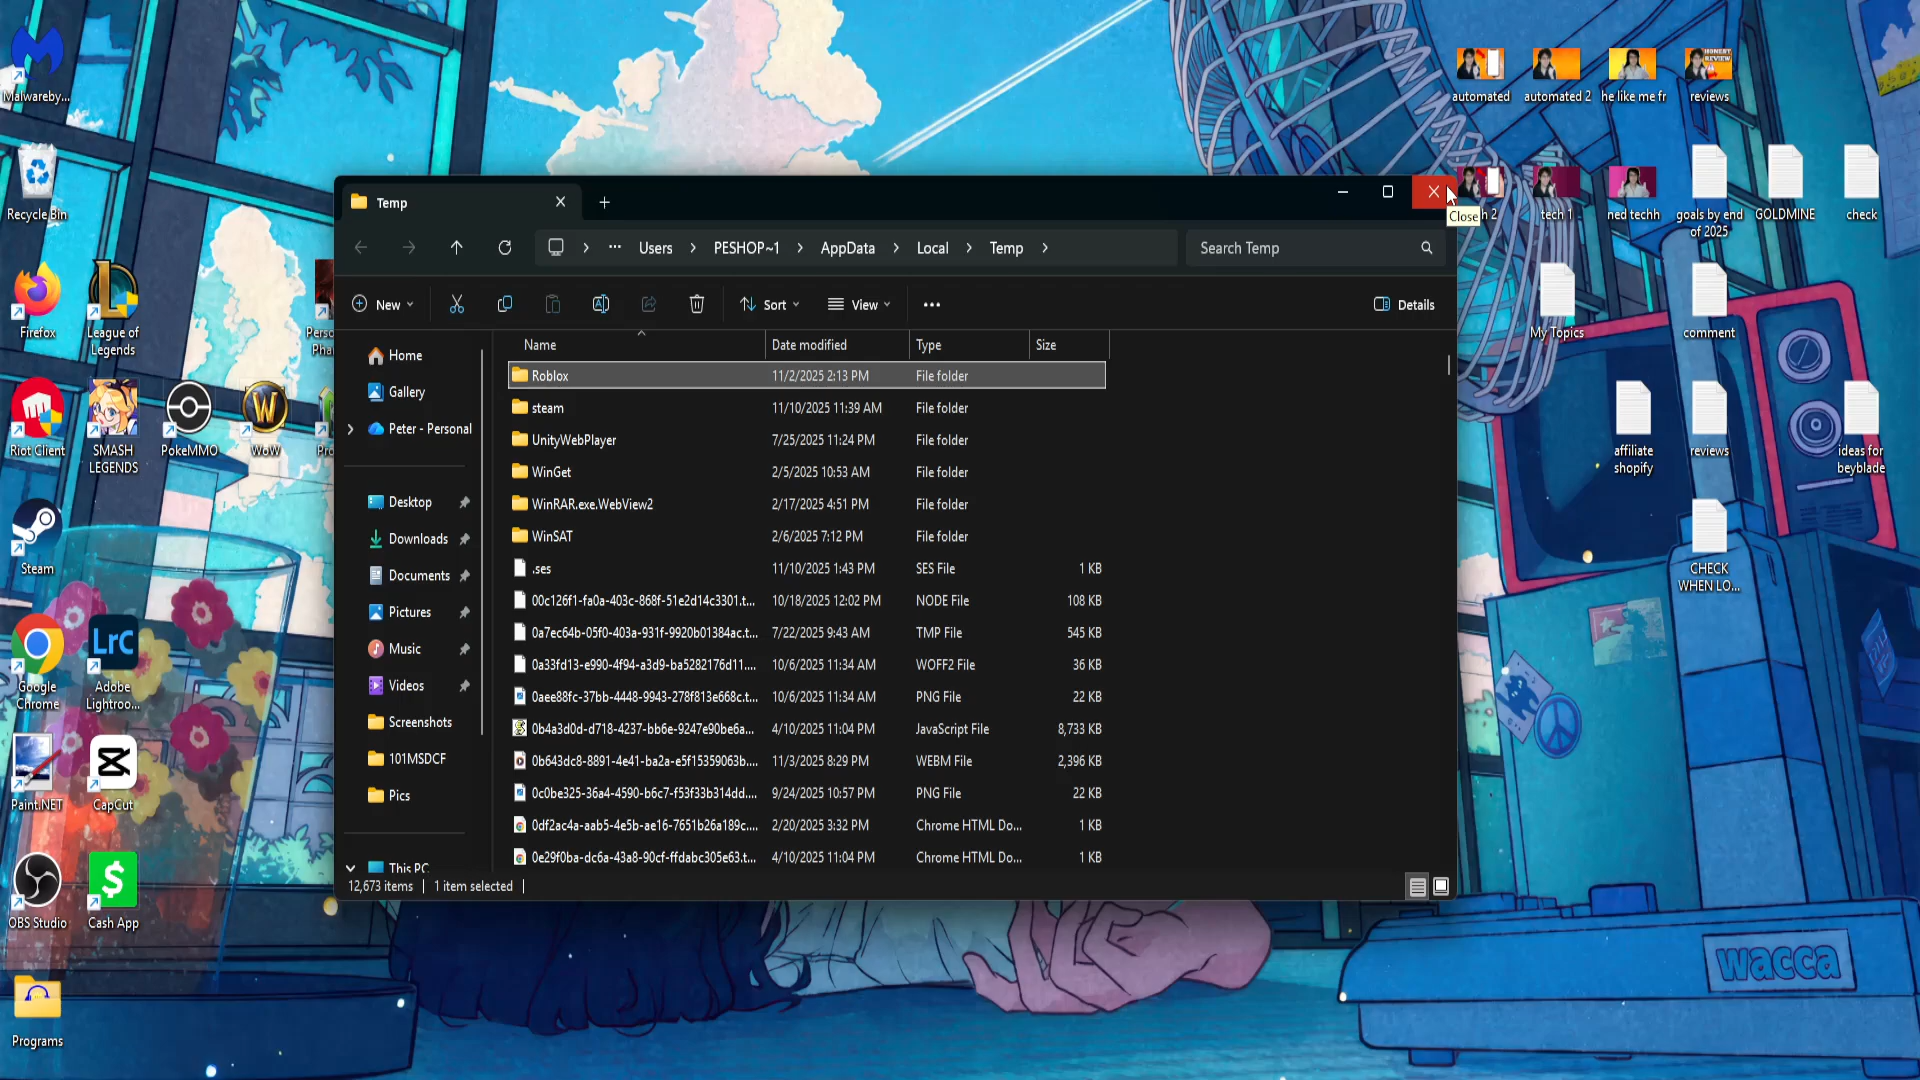 Malwareby...
Recycle Bin
Firefox
League of
Legends
Riot Client
SMASH
LEGENDS
PokeMMO
WoW
Steam
Google
Chrome
Adobe
Lightroo...
Paint.NET
CapCut
OBS Studio
Cash App
Programs
Temp
Close
Users
PESHOP~1
AppData
Local
Temp
Search Temp
New
Sort
View
Details
Home
Gallery
Peter - Personal
Desktop
Downloads
Documents
Pictures
Music
Videos
Screenshots
101MSDCF
Pics
This PC
Name Date modified Type Size
Roblox 11/2/2025 2:13 PM File folder
steam 11/10/2025 11:39 AM File folder
UnityWebPlayer 7/25/2025 11:24 PM File folder
WinGet 2/5/2025 10:53 AM File folder
WinRAR.exe.WebView2 2/17/2025 4:51 PM File folder
WinSAT 2/6/2025 7:12 PM File folder
.ses 11/10/2025 1:43 PM SES File 1 KB
00c126f1-fa0a-403c-868f-51e2d14c3301.t... 10/18/2025 12:02 PM NODE File 108 KB
0a7ec64b-05f0-403a-931f-9920b01384ac.t... 7/22/2025 9:43 AM TMP File 545 KB
0a33fd13-e990-4f94-a3d9-ba5282176d11.... 10/6/2025 11:34 AM WOFF2 File 36 KB
0aee88fc-37bb-4448-9943-278f813e668c.t... 10/6/2025 11:34 AM PNG File 22 KB
0b4a3d0d-d718-4237-bb6e-9247e90be6a... 4/10/2025 11:04 PM JavaScript File 8,733 KB
0b643dc8-8891-4e41-ba2a-e5f15359063b.... 11/3/2025 8:29 PM WEBM File 2,396 KB
0c0be325-36a4-4590-b6c7-f53f33b314dd.... 9/24/2025 10:57 PM PNG File 22 KB
0df2ac4a-aab5-4e5b-ae16-7651b26a189c.... 2/20/2025 3:32 PM Chrome HTML Do... 1 KB
0e29f0ba-dc6a-43a8-90cf-ffdabc305e63.t... 4/10/2025 11:04 PM Chrome HTML Do... 1 KB
12,673 items 1 item selected
automated
automated 2
he like me fr
reviews
tech 1
ned techh
goals by end
of 2025
GOLDMINE
check
My Topics
comment
affiliate
shopify
reviews
ideas for
beyblade
CHECK
WHEN LO...
wacca